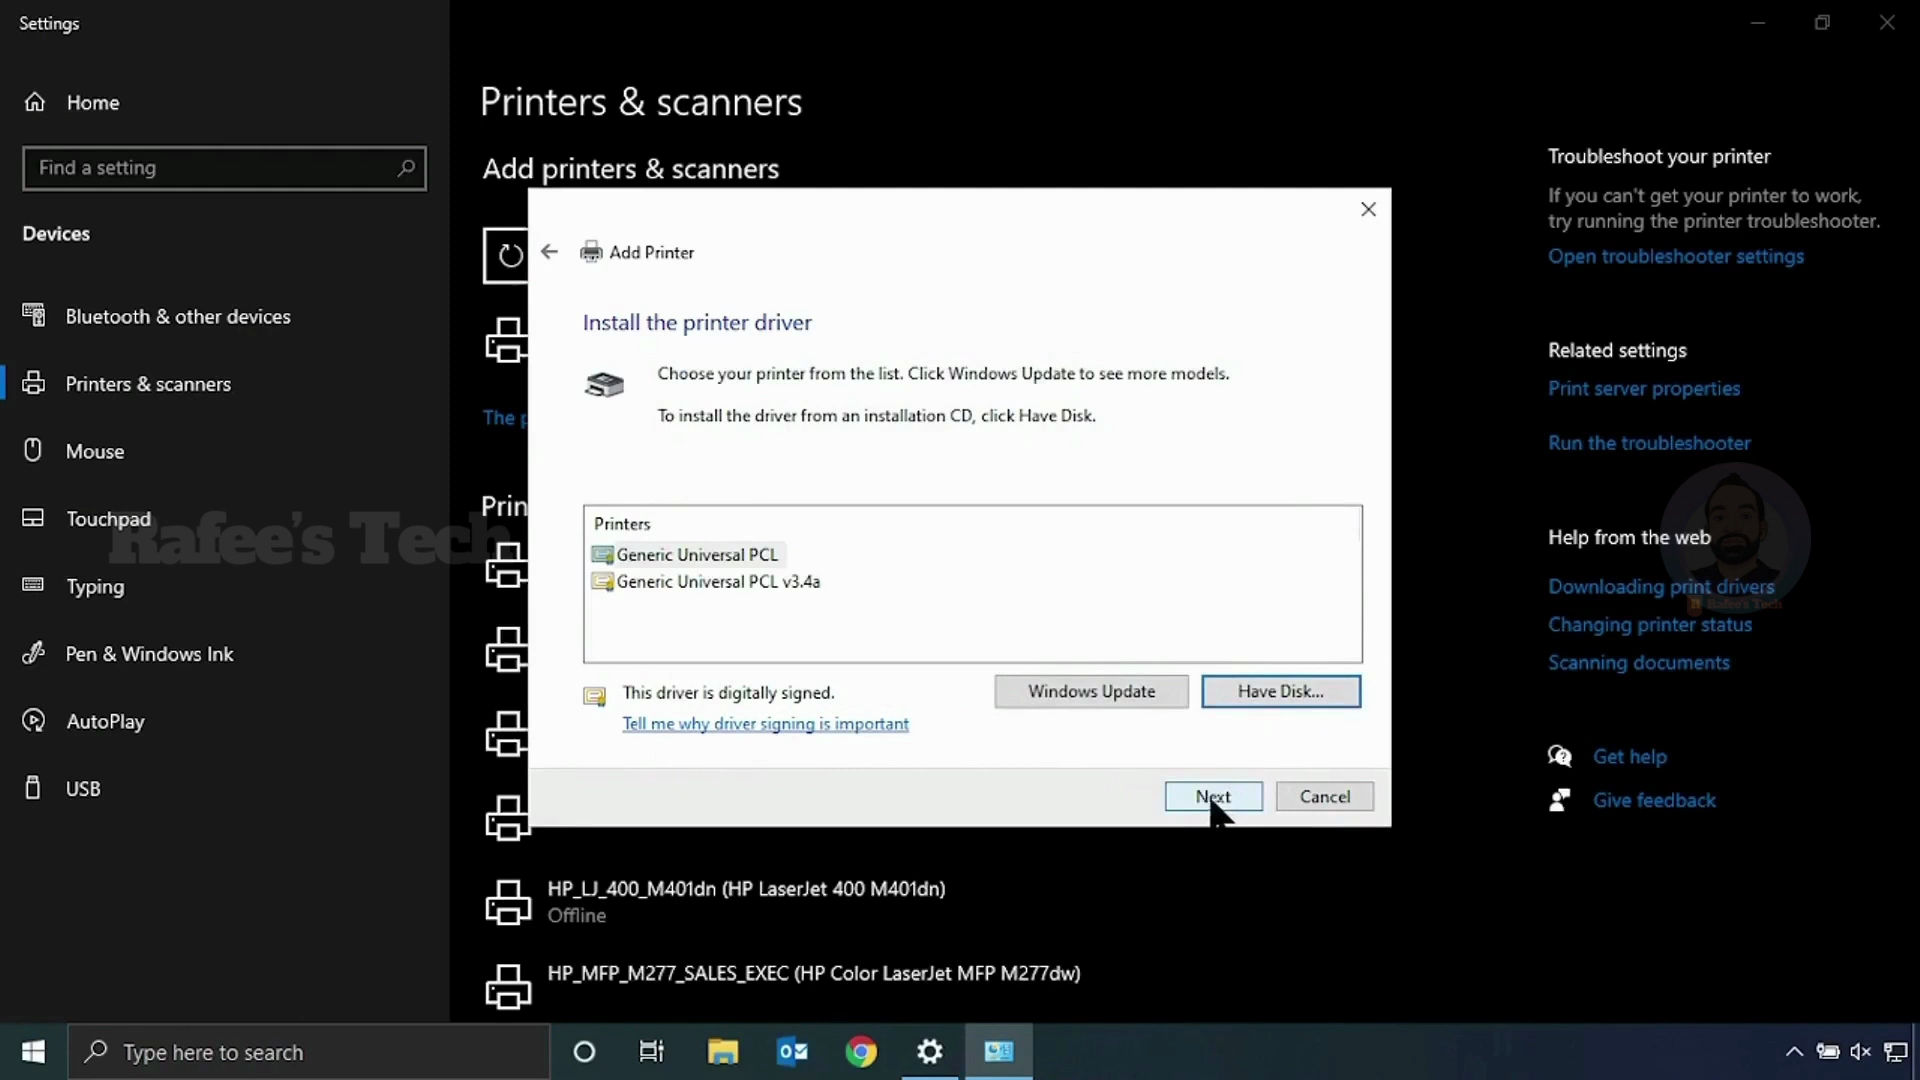 Settings
Home
Find a setting
Devices
Bluetooth & other devices
Printers & scanners
Mouse
Touchpad
Typing
Pen & Windows Ink
AutoPlay
USB
Rafee's Tech
Printers & scanners
Add printers & scanners
The p
Prin
Add Printer
Install the printer driver
Choose your printer from the list. Click Windows Update to see more models.
To install the driver from an installation CD, click Have Disk.
Printers
Generic Universal PCL
Generic Universal PCL v3.4a
This driver is digitally signed.
Tell me why driver signing is important
Windows Update
Have Disk...
Next
Cancel
HP_LJ_400_M401dn (HP LaserJet 400 M401dn)
Offline
HP_MFP_M277_SALES_EXEC (HP Color LaserJet MFP M277dw)
Troubleshoot your printer
If you can't get your printer to work,
try running the printer troubleshooter.
Open troubleshooter settings
Related settings
Print server properties
Run the troubleshooter
Help from the web
Downloading print drivers
Rafee's Tech
Changing printer status
Scanning documents
Get help
Give feedback
Type here to search